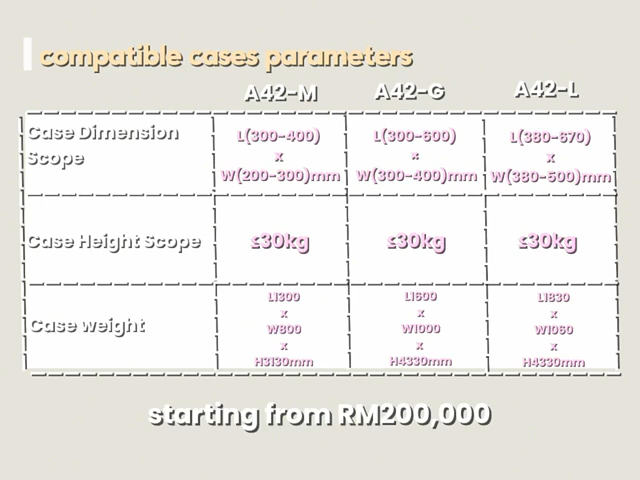 compatible cases parameters
A42-M A42-G A42-L
Case Dimension Scope L(300-400) x W(200-300)mm L(300-600) x W(300-400)mm L(380-670) x W(380-500)mm
Case Height Scope ≤30kg ≤30kg ≤30kg
Case weight L1300 x W800 x H3130mm L1600 x W1000 x H4330mm L1830 x W1060 x H4330mm
starting from RM200,000